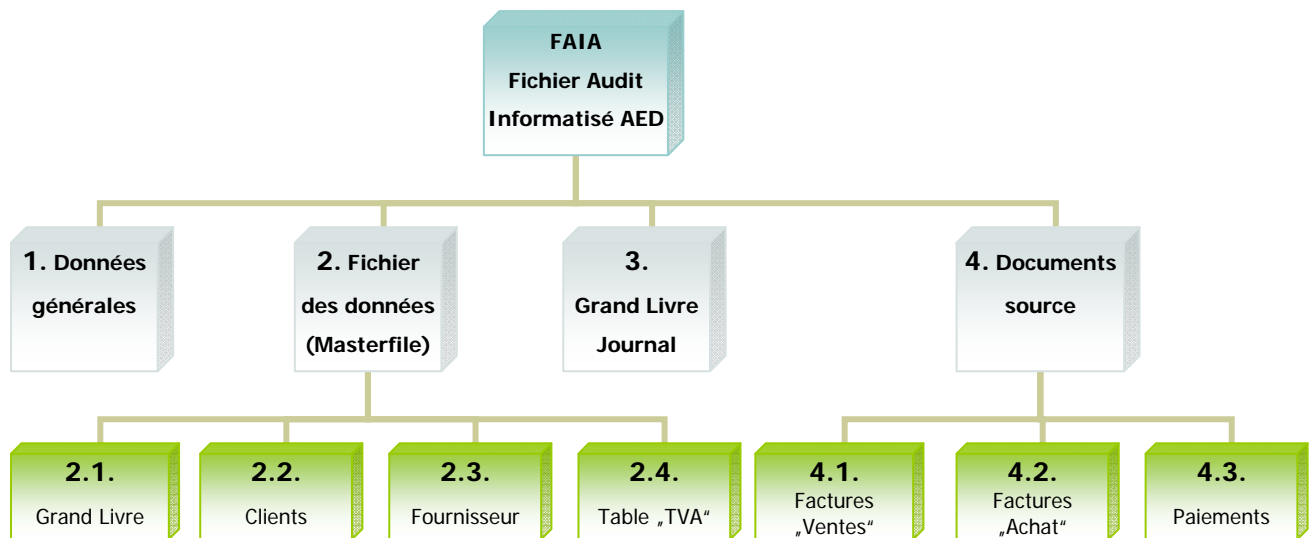 FAIA
Fichier Audit
Informatisé AED
1. Données
générales
2. Fichier
des données
(Masterfile)
3.
Grand Livre
Journal
4. Documents
source
2.1.
Grand Livre
2.2.
Clients
2.3.
Fournisseur
2.4.
Table „TVA“
4.1.
Factures
„Ventes“
4.2.
Factures
„Achat“
4.3.
Paiements